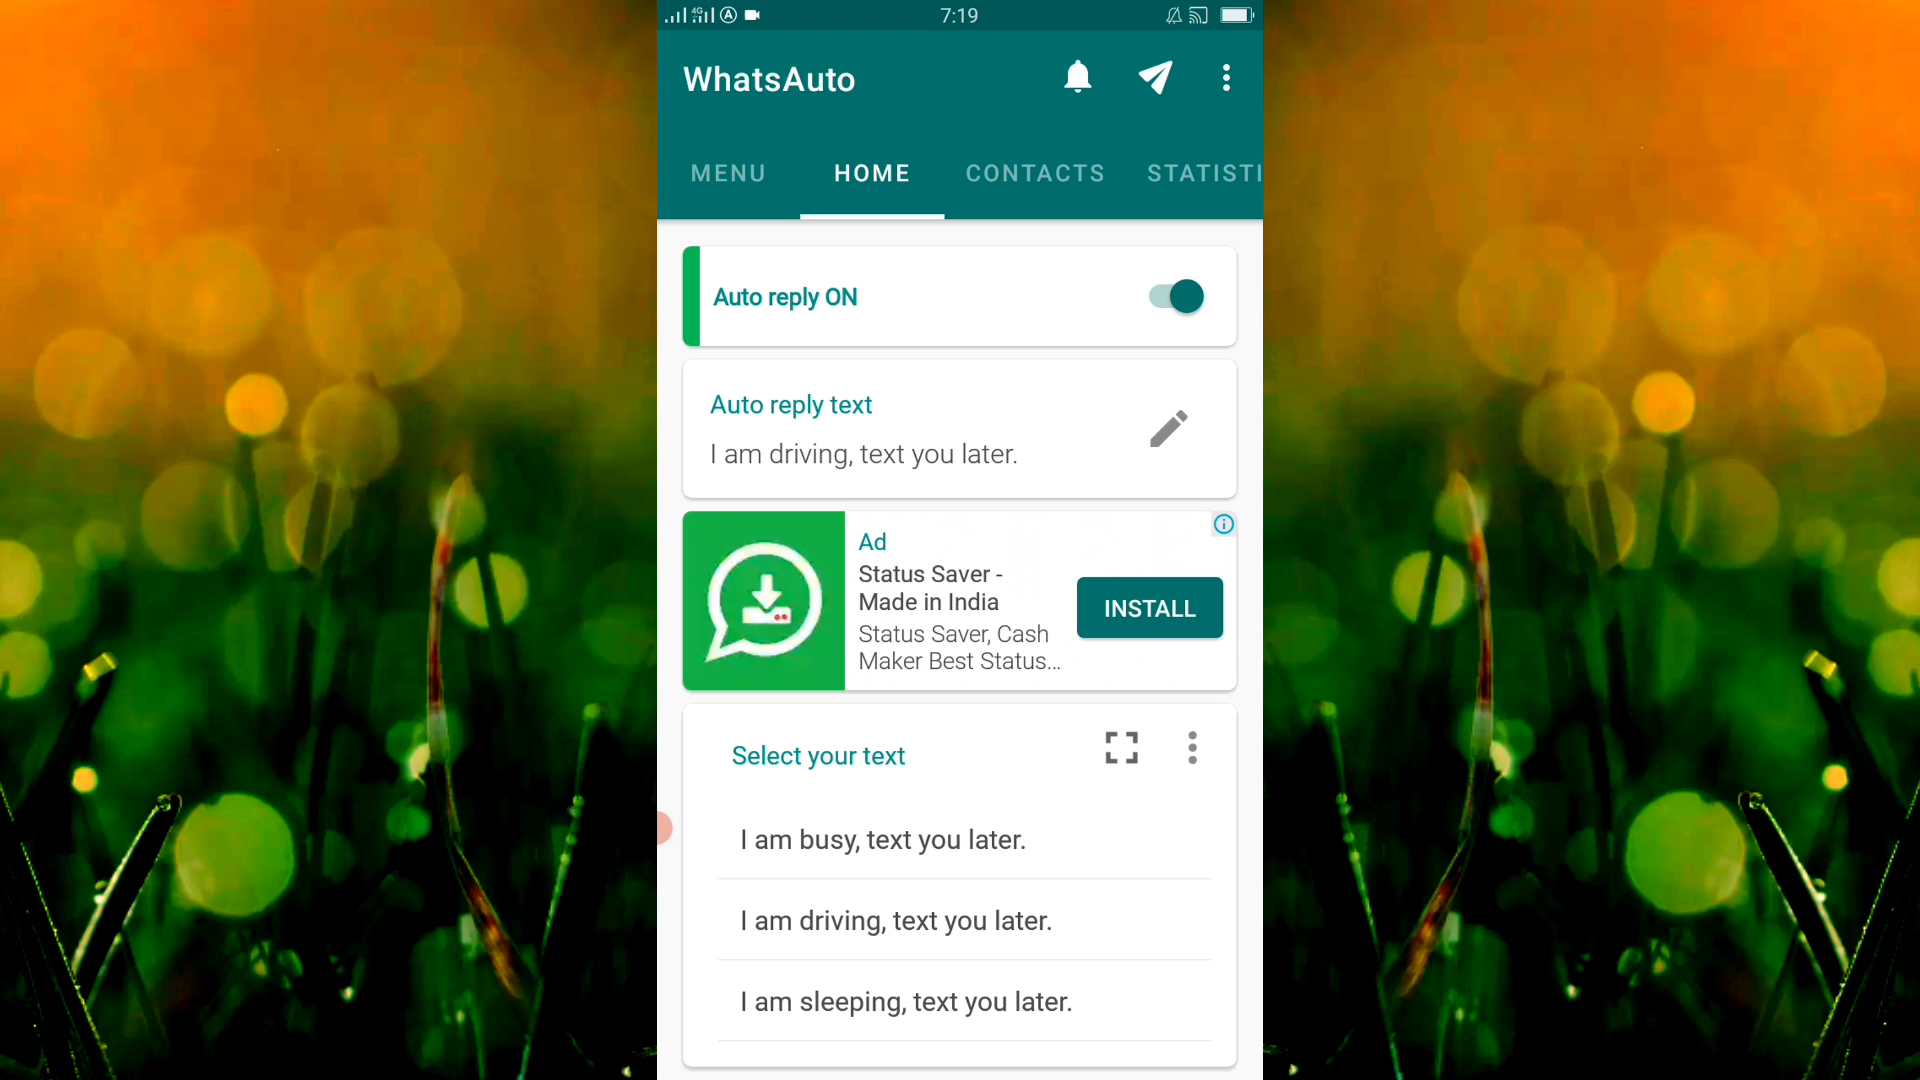 4G
7:19
WhatsAuto
MENU HOME CONTACTS STATISTI
Auto reply ON
Auto reply text
I am driving, text you later.
Ad
Status Saver -
Made in India
Status Saver, Cash
Maker Best Status...
INSTALL
Select your text
I am busy, text you later.
I am driving, text you later.
I am sleeping, text you later.